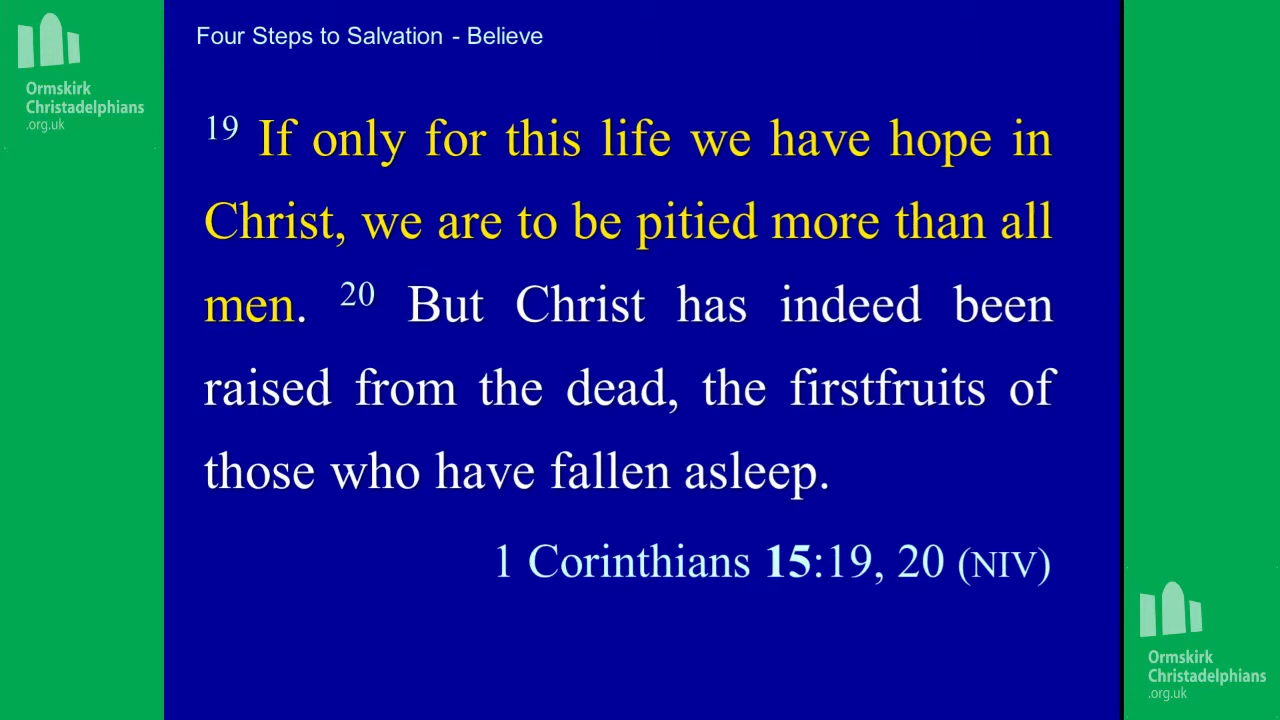 Ormskirk
Christadelphians
.org.uk
Four Steps to Salvation - Believe
19 If only for this life we have hope in
Christ, we are to be pitied more than all
men. 20 But Christ has indeed been
raised from the dead, the firstfruits of
those who have fallen asleep.
1 Corinthians 15:19, 20 (NIV)
Ormskirk
Christadelphians
.org.uk